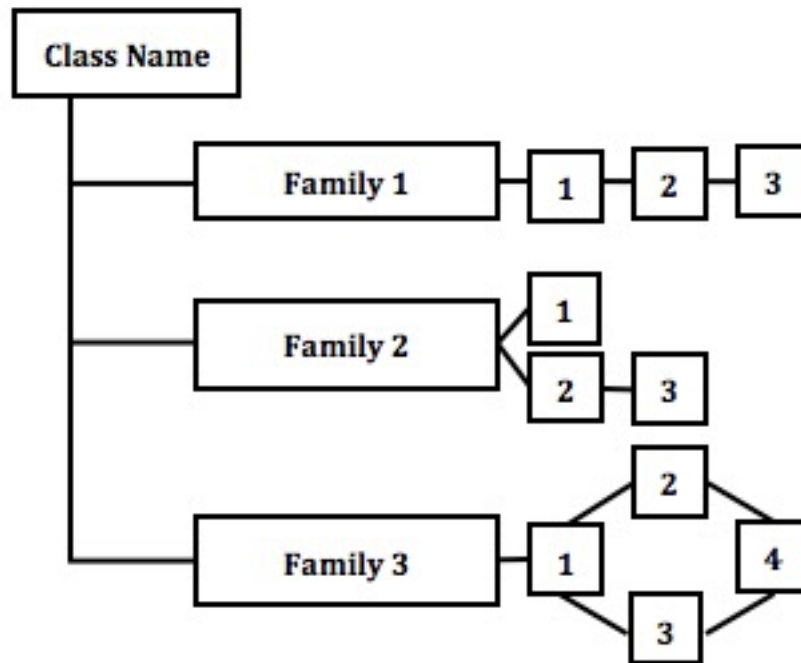 Class Name
Family 1
1 2 3
Family 2
1
2 3
Family 3
2
1 4
3